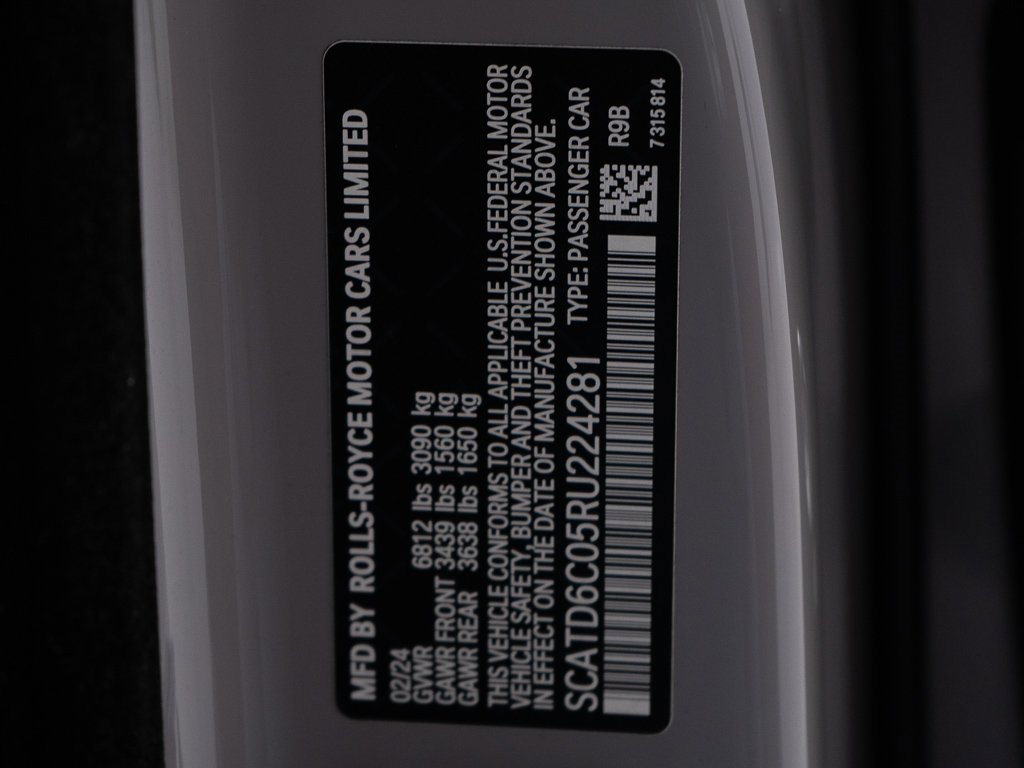 MFD BY ROLLS-ROYCE MOTOR CARS LIMITED
02/24
GVWR 6812 lbs 3090 kg
GAWR FRONT 3439 lbs 1560 kg
GAWR REAR 3638 lbs 1650 kg
THIS VEHICLE CONFORMS TO ALL APPLICABLE U.S.FEDERAL MOTOR
VEHICLE SAFETY, BUMPER AND THEFT PREVENTION STANDARDS
IN EFFECT ON THE DATE OF MANUFACTURE SHOWN ABOVE.
SCATD6C05RU224281 TYPE: PASSENGER CAR
R9B
7315814